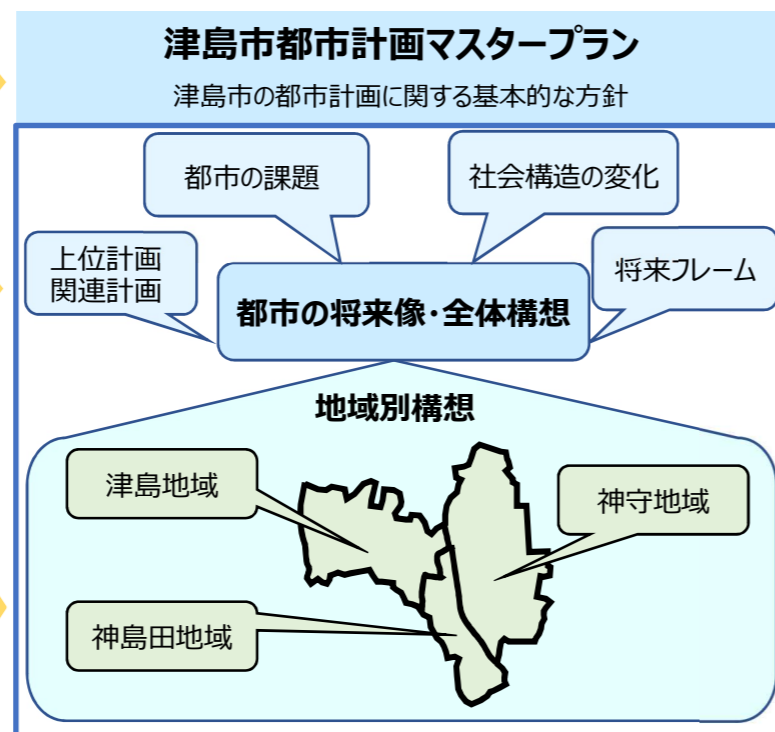 津島市都市計画マスタープラン
津島市の都市計画に関する基本的な方針
都市の課題
社会構造の変化
上位計画
関連計画
将来フレーム
都市の将来像・全体構想
地域別構想
津島地域
神守地域
神島田地域